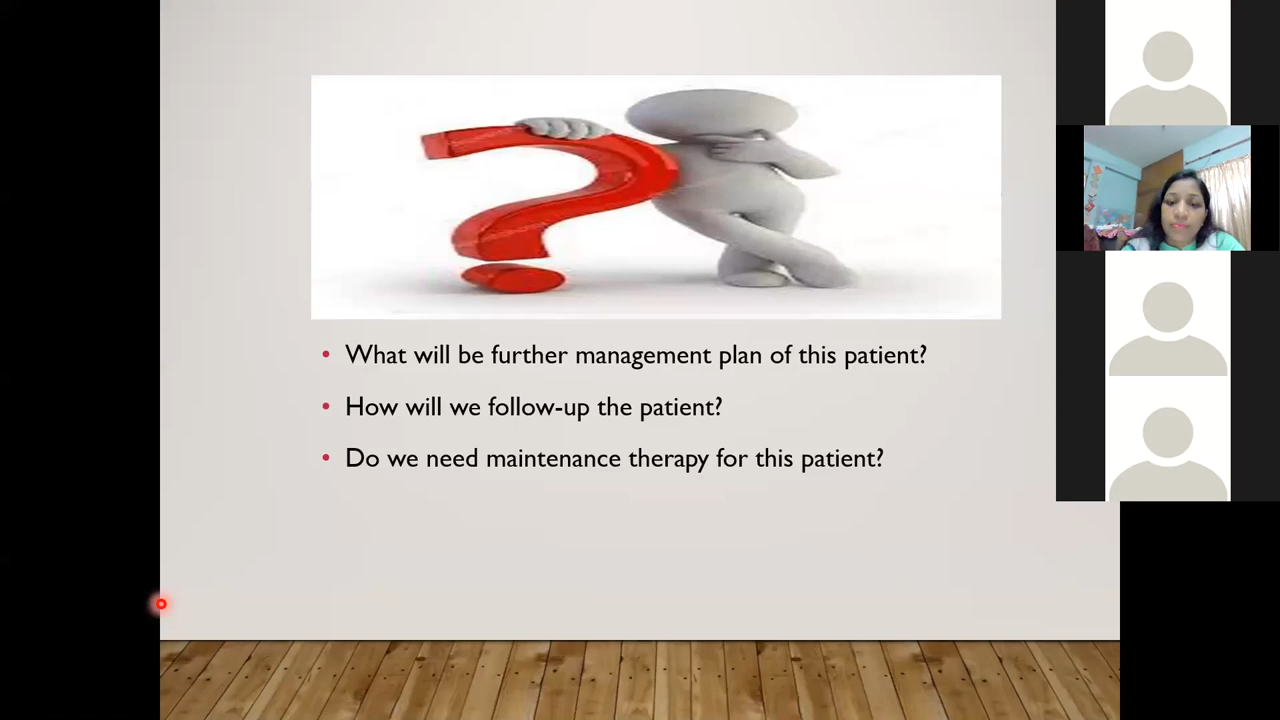 What will be further management plan of this patient?
How will we follow-up the patient?
Do we need maintenance therapy for this patient?